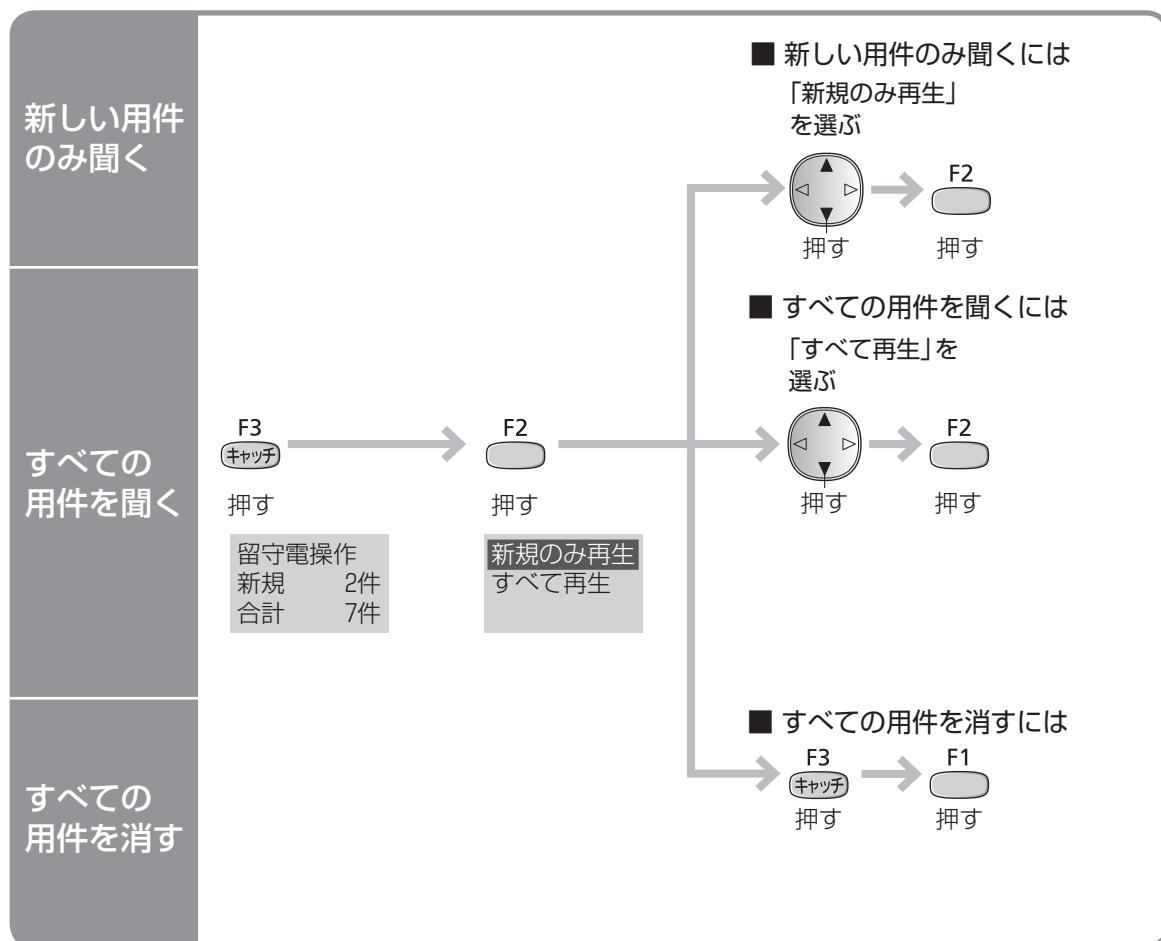 新しい用件
のみ聞く
すべての
用件を聞く
すべての
用件を消す
F3
キャッチ
押す
留守電操作
新規 2件
合計 7件
F2
押す
新規のみ再生
すべて再生
■ 新しい用件のみ聞くには
「新規のみ再生」
を選ぶ
F2
押す 押す
■ すべての用件を聞くには
「すべて再生」を
選ぶ
F2
押す 押す
■ すべての用件を消すには
F3 F1
キャッチ
押す 押す